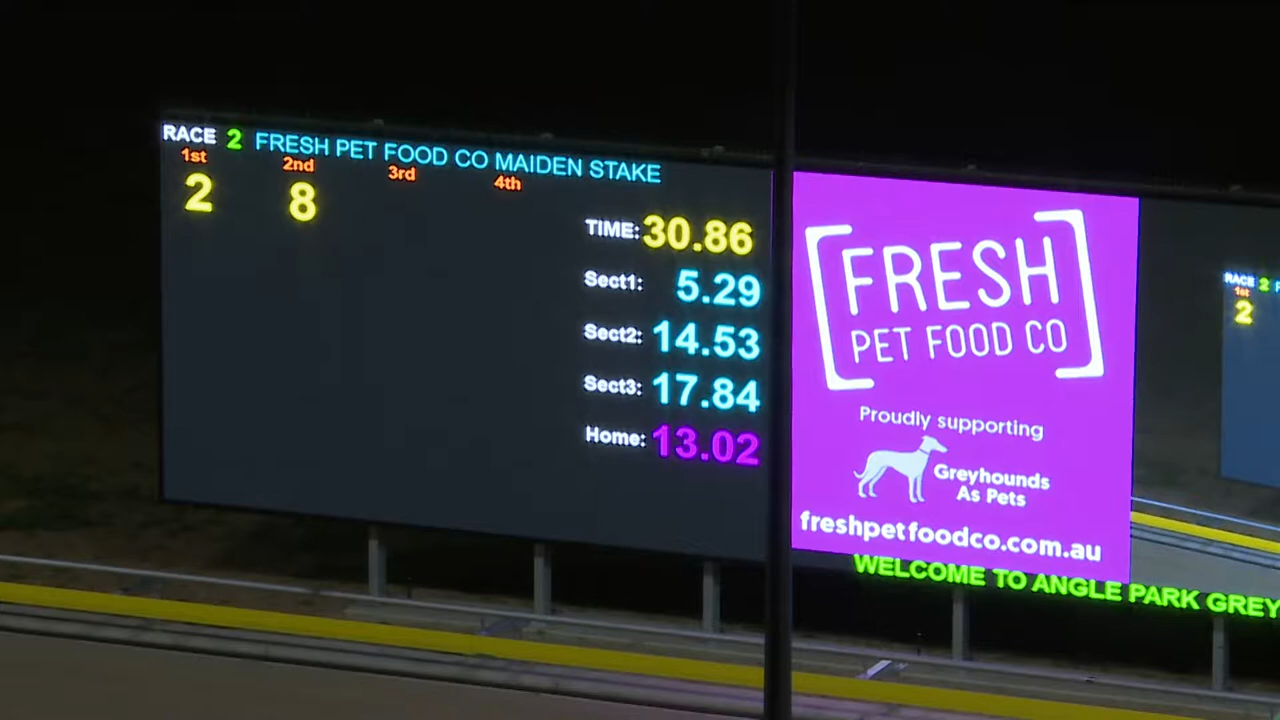 RACE 2 FRESH PET FOOD CO MAIDEN STAKE
1st 2nd 3rd 4th
2 8
TIME: 30.86
Sect1: 5.29
Sect2: 14.53
Sect3: 17.84
Home: 13.02
FRESH
PET FOOD CO
Proudly supporting
Greyhounds
As Pets
freshpetfoodco.com.au
WELCOME TO ANGLE PARK GREY
RACE 2 F
1st
2